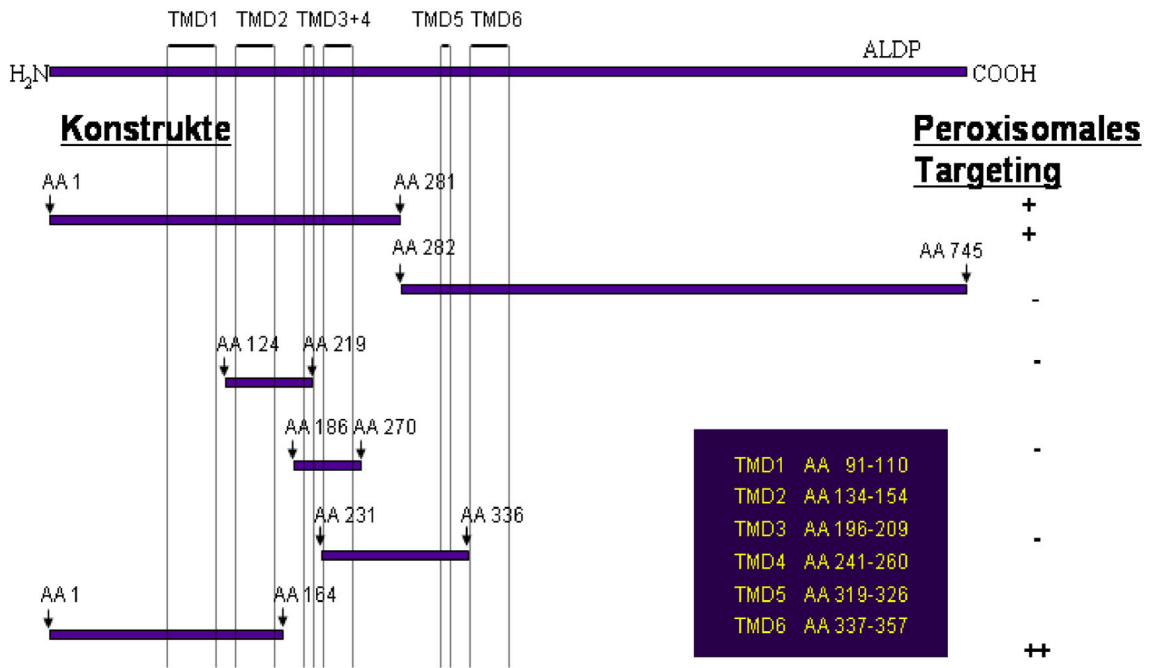 TMD1 TMD2 TMD3+4 TMD5 TMD6
ALDP
H2N COOH
Konstrukte
Peroxisomales
Targeting
AA 1 AA 281
+
+
AA 282 AA 745
-
AA 124 AA 219
-
AA 186 AA 270
-
AA 231 AA 336
-
AA 1 AA 164
++
TMD1 AA 91-110
TMD2 AA 134-154
TMD3 AA 196-209
TMD4 AA 241-260
TMD5 AA 319-326
TMD6 AA 337-357